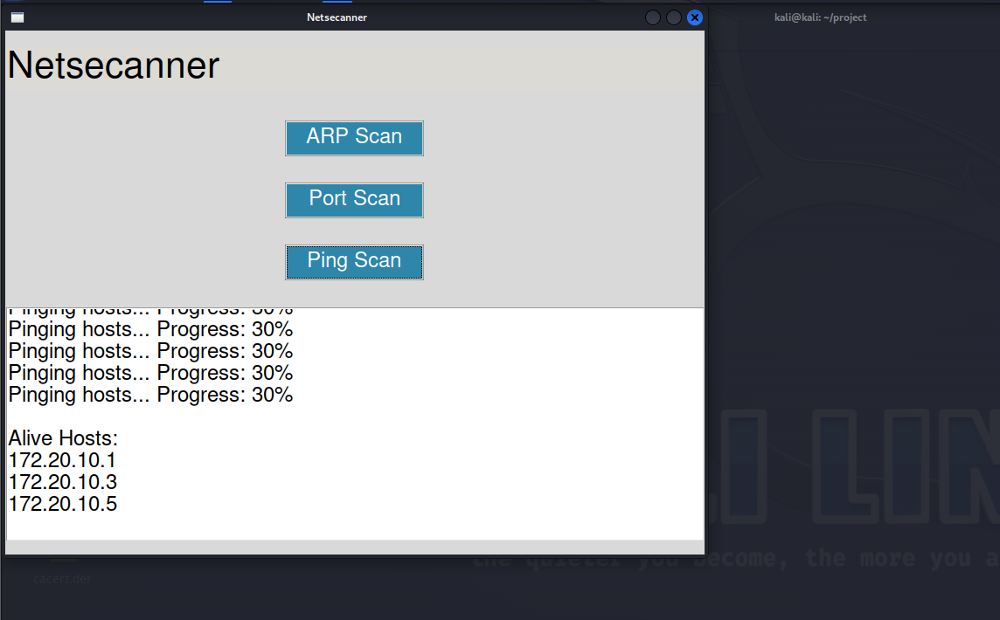 Netsecanner
kali@kali: ~/project
Netsecanner
ARP Scan
Port Scan
Ping Scan
Pinging hosts... Progress: 30%
Pinging hosts... Progress: 30%
Pinging hosts... Progress: 30%
Pinging hosts... Progress: 30%
Pinging hosts... Progress: 30%
Alive Hosts:
172.20.10.1
172.20.10.3
172.20.10.5
LI LIN
the quieter you become, the more you a
cacert.der